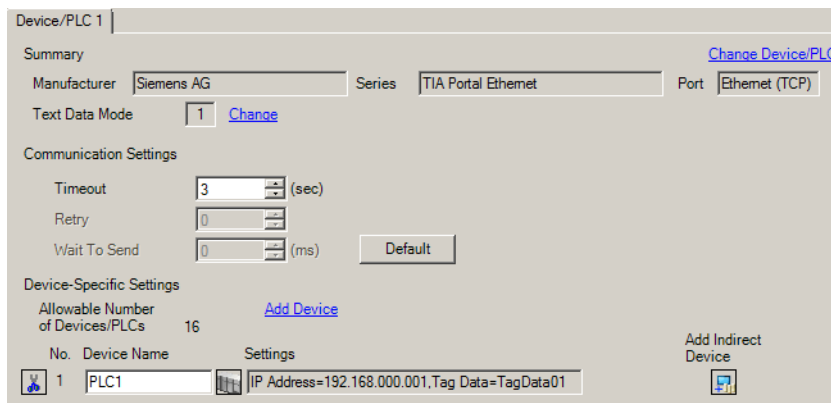 Device/PLC 1
Summary
Change Device/PLC
Manufacturer Siemens AG Series TIA Portal Ethernet Port Ethernet (TCP)
Text Data Mode 1 Change
Communication Settings
Timeout 3 (sec)
Retry 0
Wait To Send 0 (ms) Default
Device-Specific Settings
Allowable Number
of Devices/PLCs 16 Add Device
No. Device Name Settings Add Indirect
Device
1 PLC1 IP Address=192.168.000.001,Tag Data=TagData01